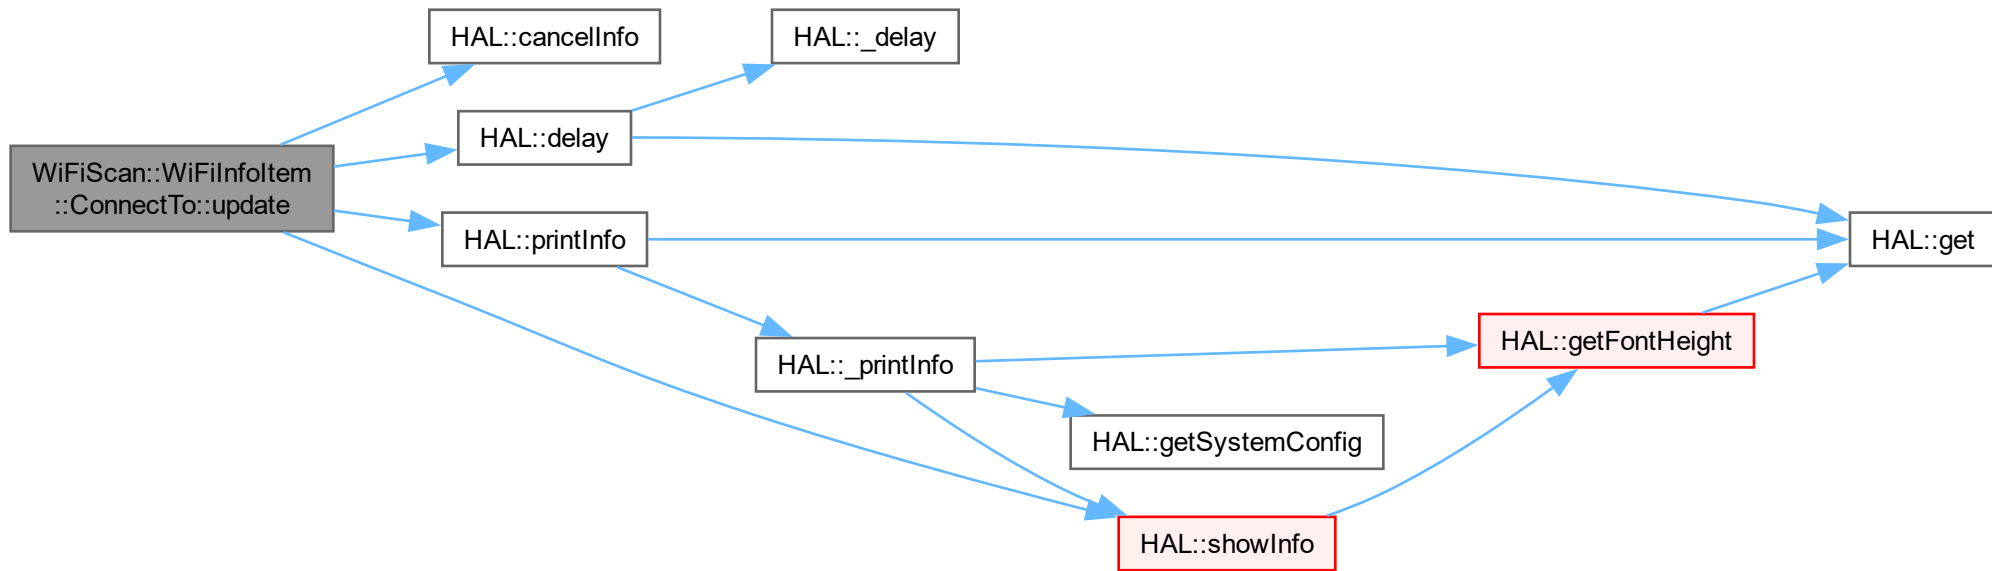 HAL::cancelInfo
HAL::_delay
HAL::delay
WiFiScan::WiFiInfoItem
::ConnectTo::update
HAL::printInfo
HAL::get
HAL::_printInfo
HAL::getFontHeight
HAL::getSystemConfig
HAL::showInfo